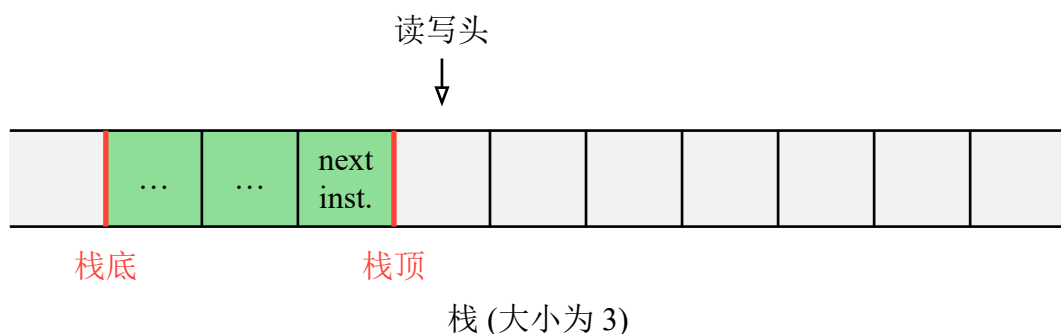 读写头
… … next
inst.
栈底 栈顶
栈 (大小为 3)